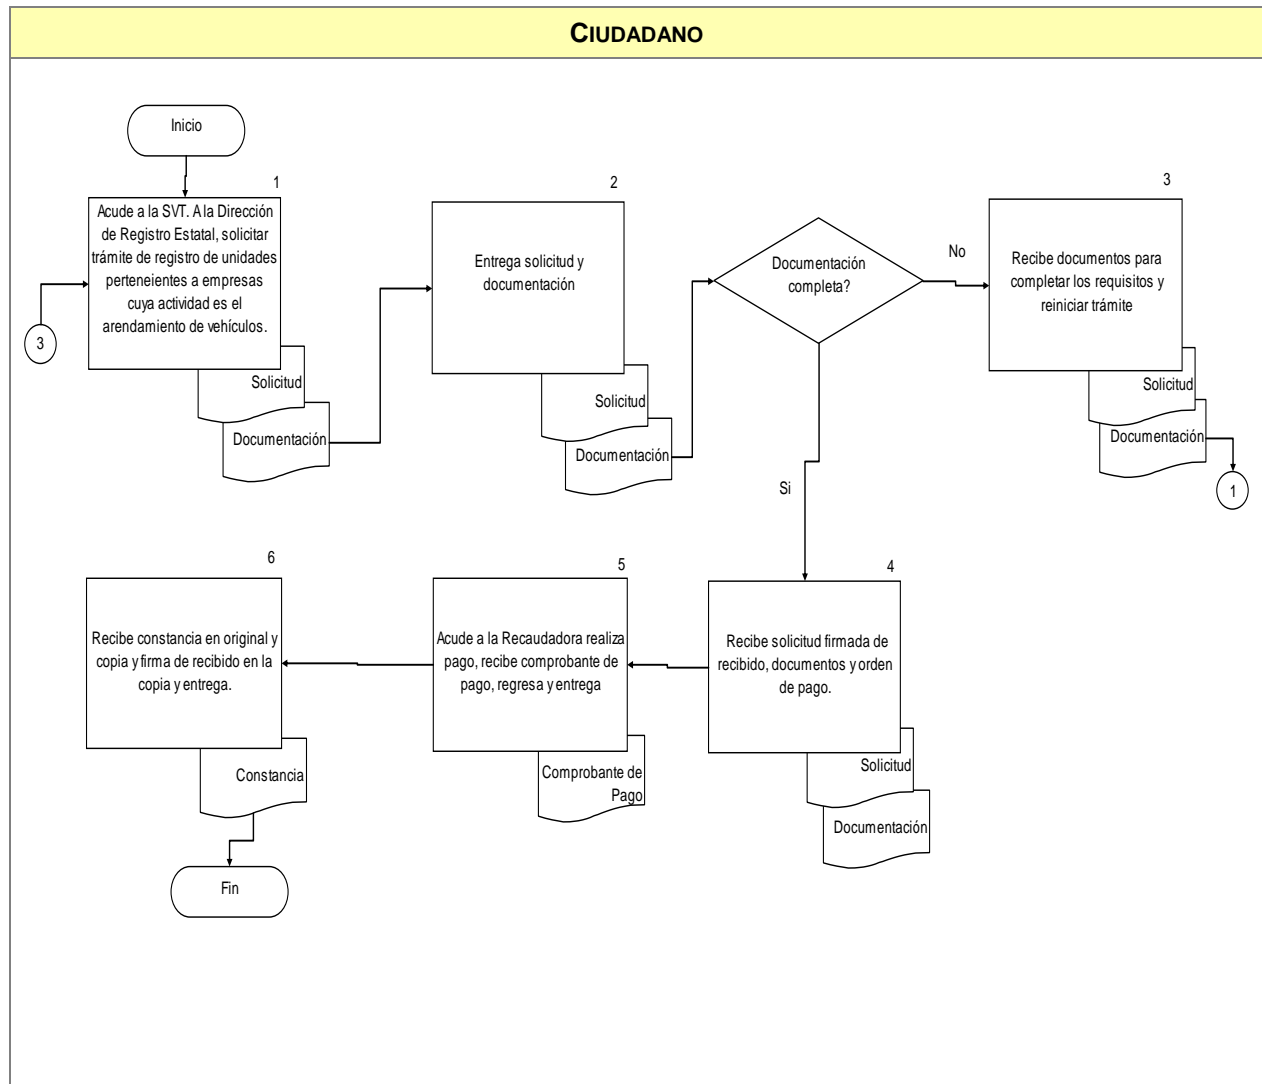 CIUDADANO
Inicio
1
Acude a la SVT. A la Dirección
de Registro Estatal, solicitar
trámite de registro de unidades
perteneientes a empresas
cuya actividad es el
arendamiento de vehículos.
3
Solicitud
Documentación
2
Entrega solicitud y
documentación
Solicitud
Documentación
Documentación
completa?
No
Si
3
Recibe documentos para
completar los requisitos y
reiniciar trámite
Solicitud
Documentación
1
4
Recibe solicitud firmada de
recibido, documentos y orden
de pago.
Solicitud
Documentación
5
Acude a la Recaudadora realiza
pago, recibe comprobante de
pago, regresa y entrega
Comprobante de
Pago
6
Recibe constancia en original y
copia y firma de recibido en la
copia y entrega.
Constancia
Fin